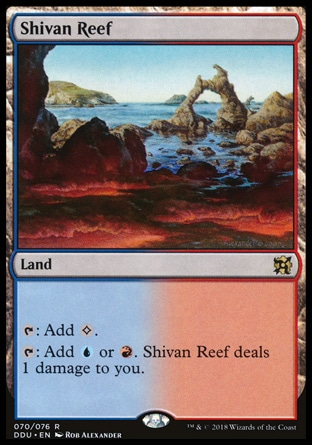 Shivan Reef
Land
: Add .
: Add or . Shivan Reef deals
1 damage to you.
070/076 R
DDU • EN Rob Alexander
™ & © 2018 Wizards of the Coast